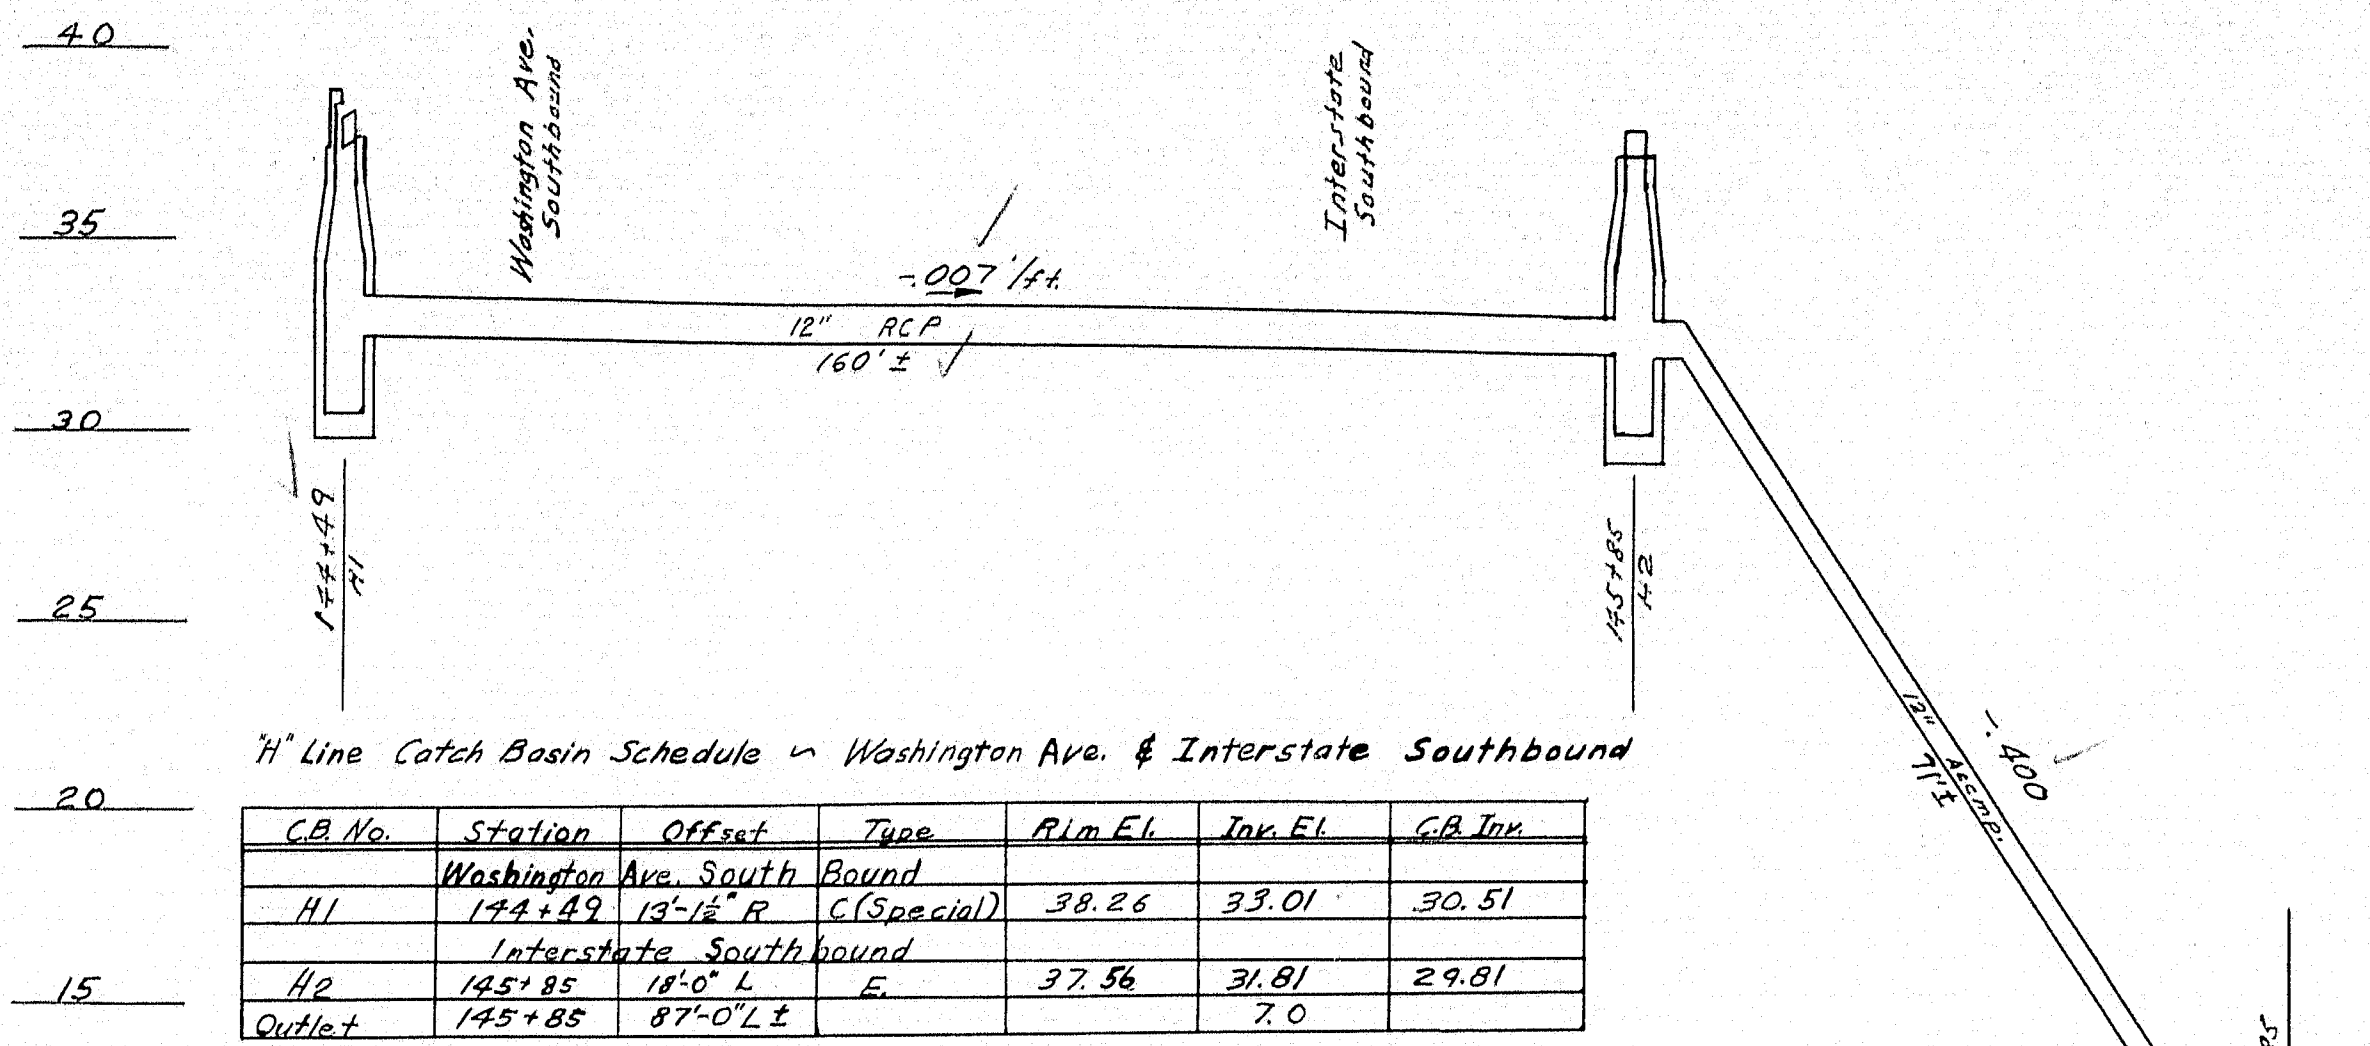 40
Washington Ave.
Southbound
Interstate
Southbound
35
-.007'/ft.
12" RCP
160' ±
30
144+49
H1
145+85
H2
25
12" Accmp.
71'±
-.400
"H" Line Catch Basin Schedule ~ Washington Ave. & Interstate Southbound
20
C.B. No. Station Offset Type Rim El. Inv. El. C.B. Inv.
Washington Ave. South Bound
H1 144+49 13'-1½" R C(Special) 38.26 33.01 30.51
Interstate Southbound
15
H2 145+85 18'-0" L E. 37.56 31.81 29.81
Outlet 145+85 87'-0"L ± 7.0